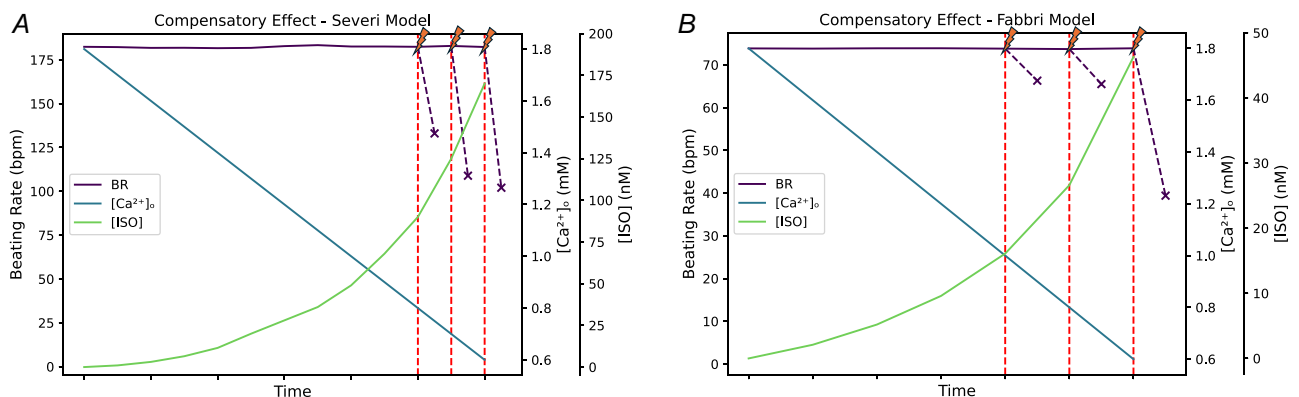 A
Compensatory Effect - Severi Model
Beating Rate (bpm)
175
150
125
100
75
50
25
0
BR
[Ca²⁺]ₒ
[ISO]
Time
1.8
1.6
1.4
1.2
1.0
0.8
0.6
[Ca²⁺]ₒ (mM)
200
175
150
125
100
75
50
25
0
[ISO] (nM)
B
Compensatory Effect - Fabbri Model
Beating Rate (bpm)
70
60
50
40
30
20
10
0
BR
[Ca²⁺]ₒ
[ISO]
Time
1.8
1.6
1.4
1.2
1.0
0.8
0.6
[Ca²⁺]ₒ (mM)
50
40
30
20
10
0
[ISO] (nM)